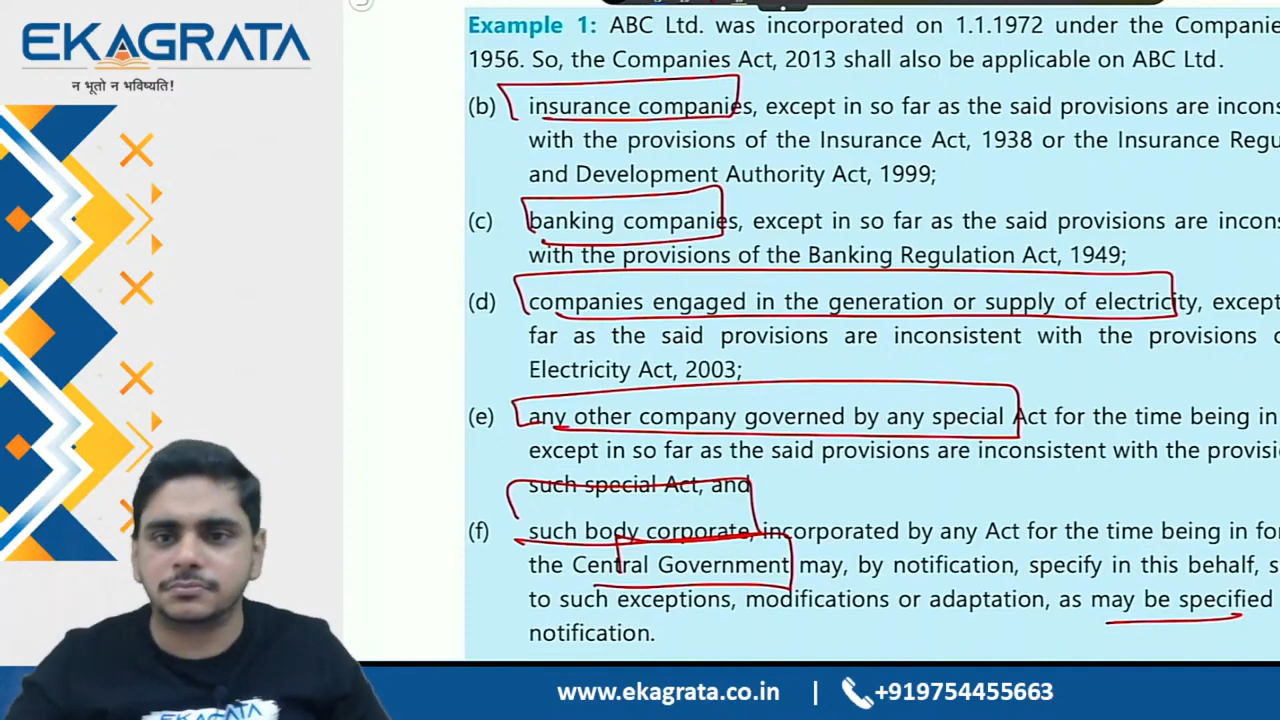 EKAGRATA
न भूतो न भविष्यति!
Example 1: ABC Ltd. was incorporated on 1.1.1972 under the Companie
1956. So, the Companies Act, 2013 shall also be applicable on ABC Ltd.
(b) insurance companies, except in so far as the said provisions are incons
with the provisions of the Insurance Act, 1938 or the Insurance Regu
and Development Authority Act, 1999;
(c) banking companies, except in so far as the said provisions are incons
with the provisions of the Banking Regulation Act, 1949;
(d) companies engaged in the generation or supply of electricity, except
far as the said provisions are inconsistent with the provisions o
Electricity Act, 2003;
(e) any other company governed by any special Act for the time being in
except in so far as the said provisions are inconsistent with the provisi
such special Act, and
(f) such body corporate, incorporated by any Act for the time being in fo
the Central Government may, by notification, specify in this behalf, s
to such exceptions, modifications or adaptation, as may be specified
notification.
EKAGRATA
www.ekagrata.co.in | +919754455663